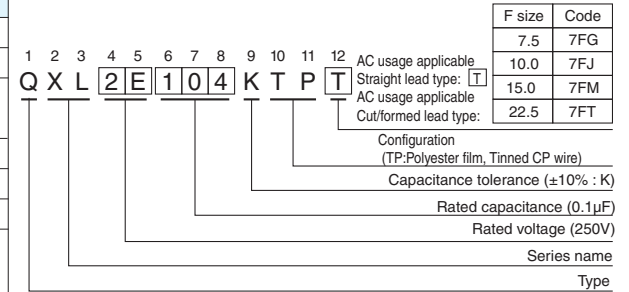 F size Code
7.5 7FG
10.0 7FJ
15.0 7FM
22.5 7FT
1 2 3 4 5 6 7 8 9 10 11 12
Q X L 2 E 1 0 4 K T P T
AC usage applicable
Straight lead type: T
AC usage applicable
Cut/formed lead type:
Configuration
(TP:Polyester film, Tinned CP wire)
Capacitance tolerance (±10% : K)
Rated capacitance (0.1µF)
Rated voltage (250V)
Series name
Type